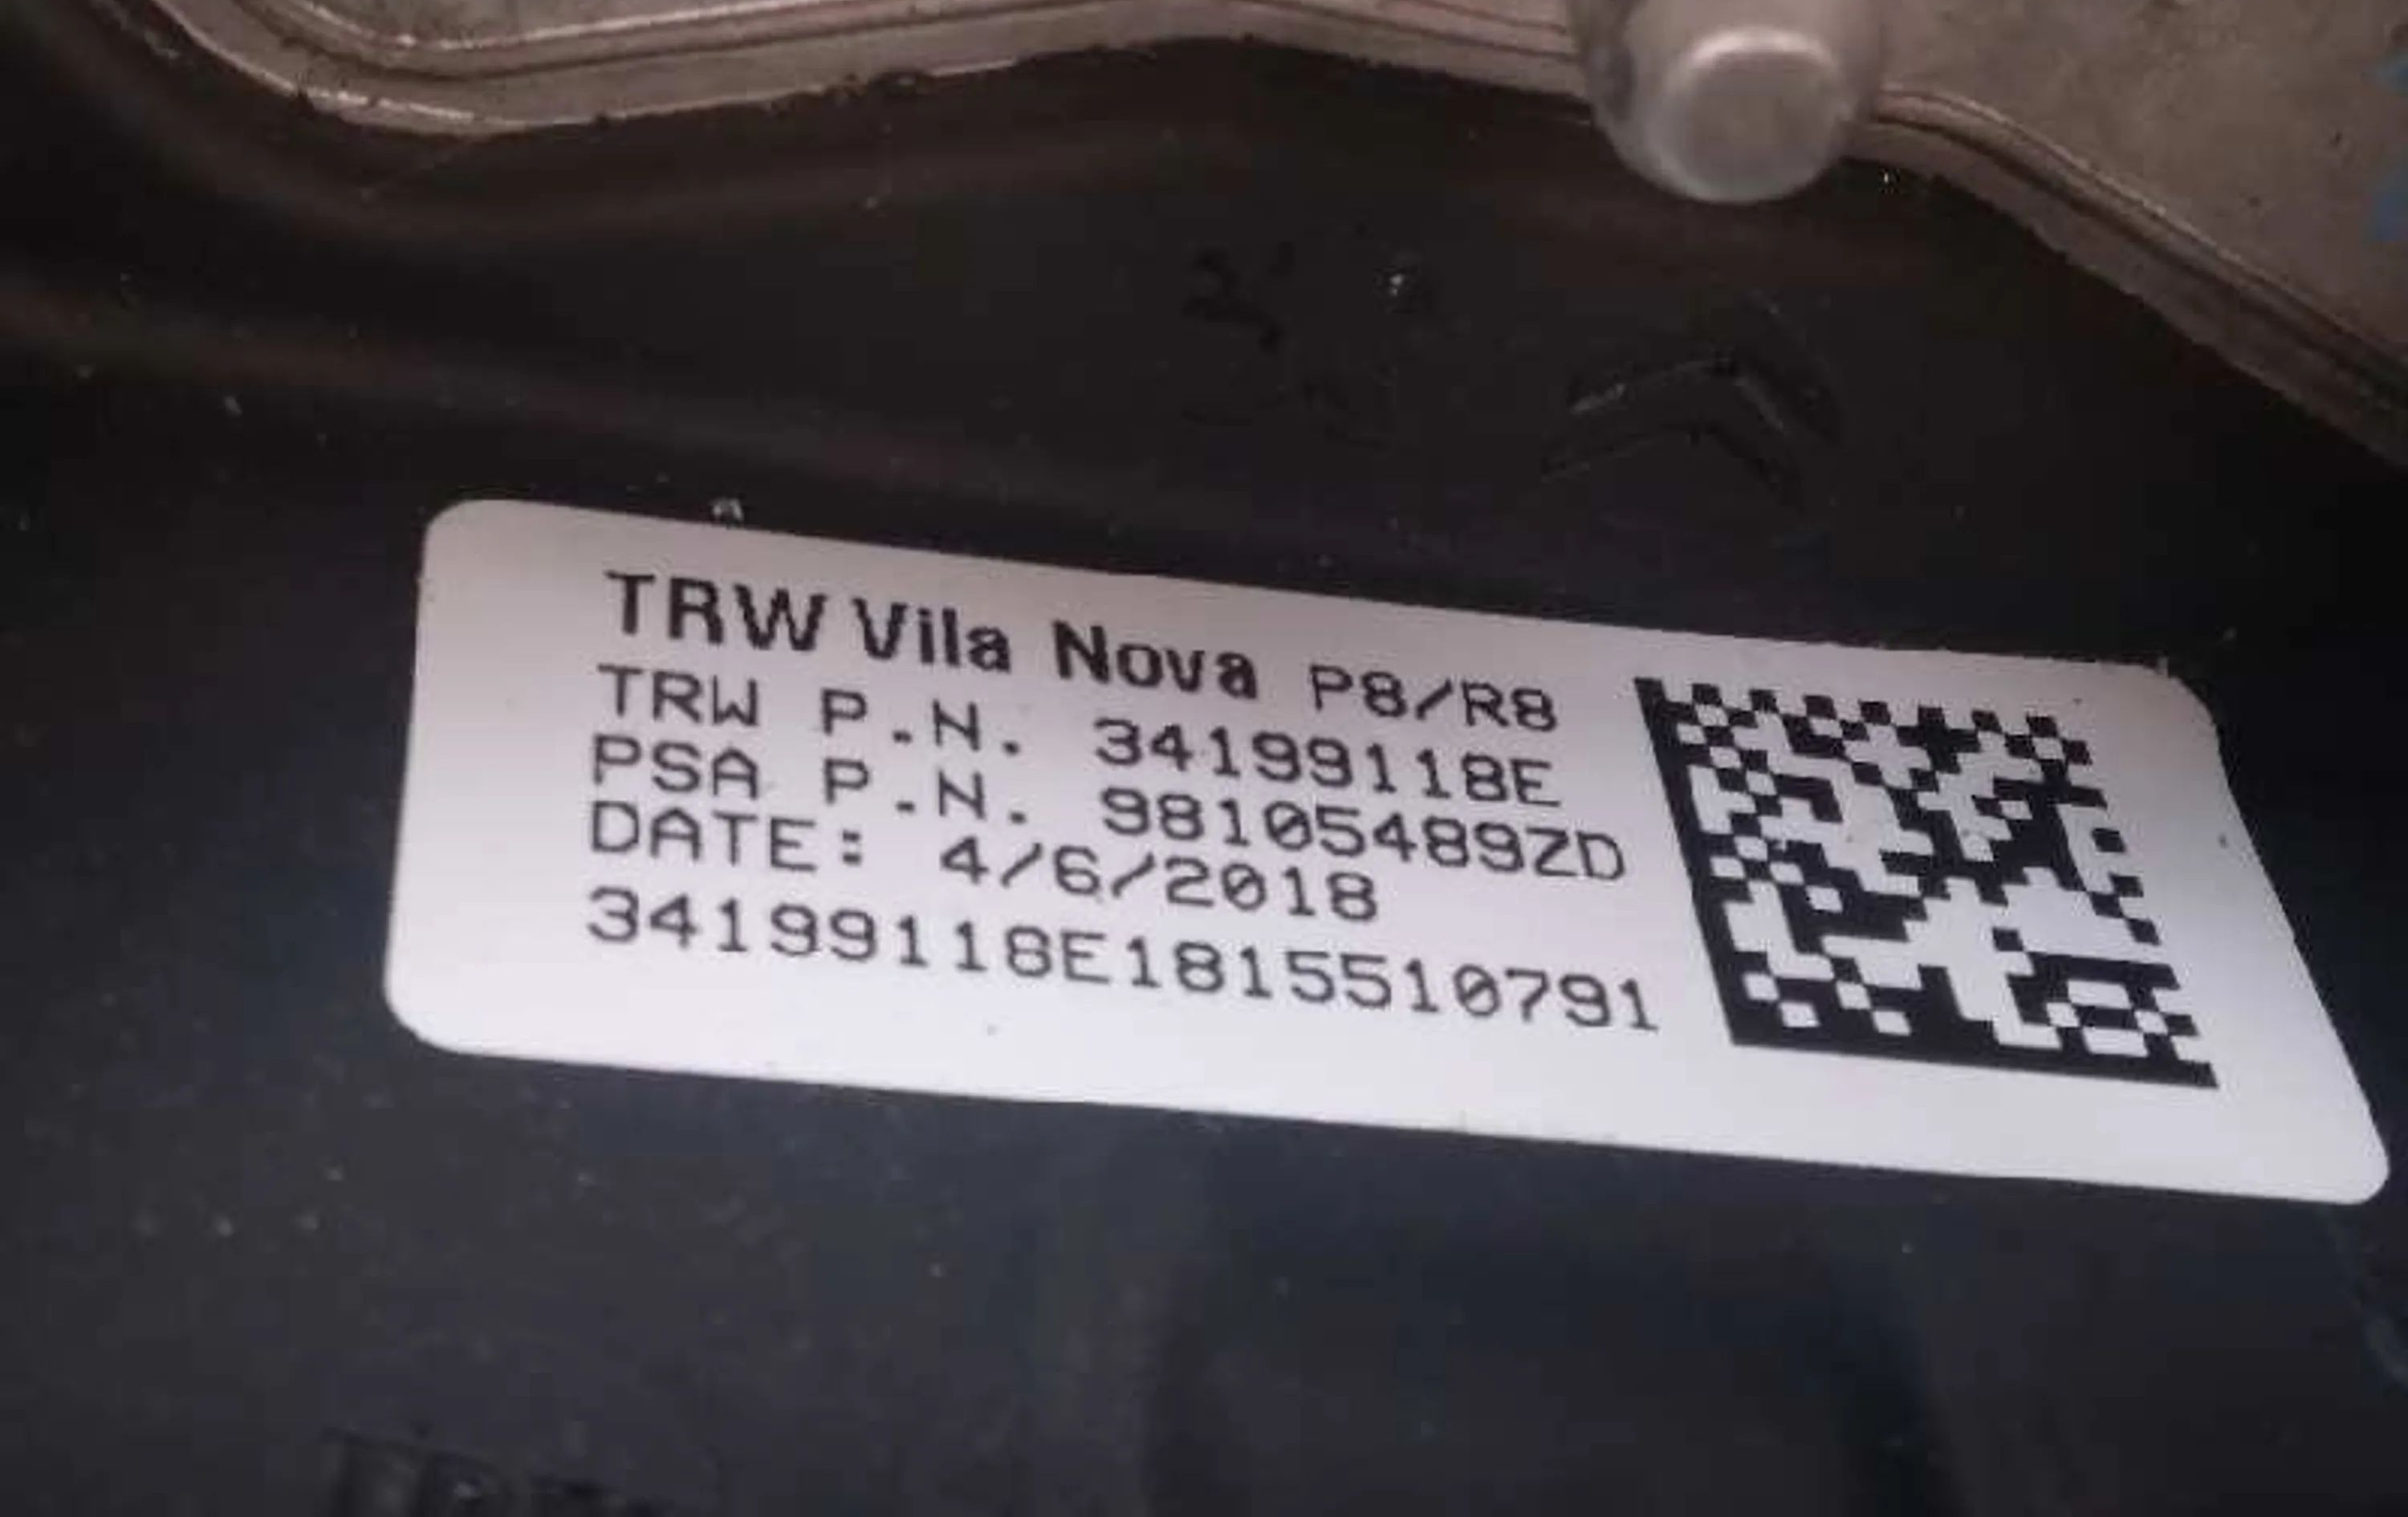 TRW Vila Nova P8/R8
TRW P.N. 34199118E
PSA P.N. 98105489ZD
DATE: 4/6/2018
34199118E1815510791